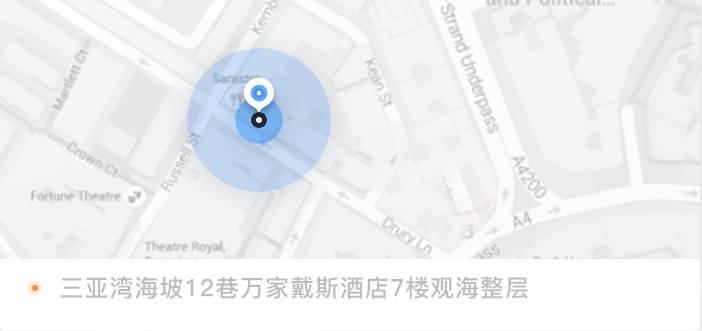 and Political...
Kemb
Strand Underpass
Martlett Ct
Sarastr
Kean St
Crown Ct
Russell St
A4200
Fortune Theatre
A4
Drury Ln
Theatre Royal,
三亚湾海坡12巷万家戴斯酒店7楼观海整层